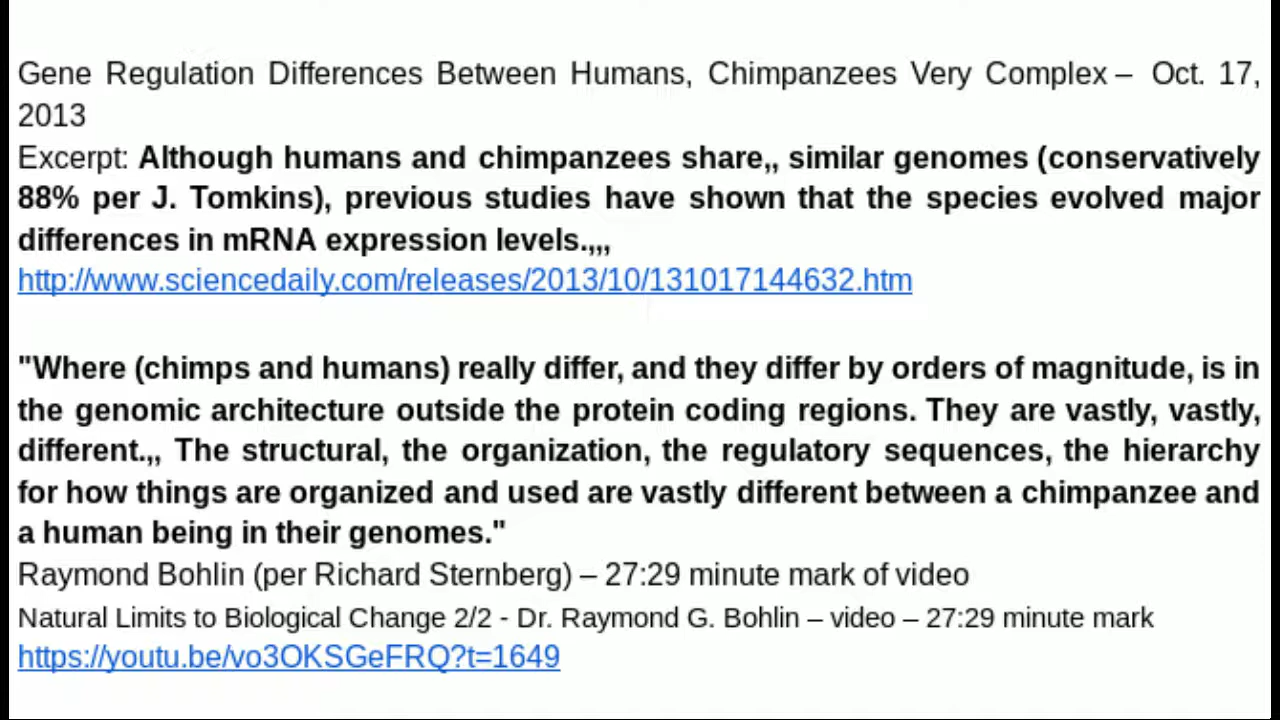 Gene Regulation Differences Between Humans, Chimpanzees Very Complex – Oct. 17,
2013
Excerpt: Although humans and chimpanzees share,, similar genomes (conservatively
88% per J. Tomkins), previous studies have shown that the species evolved major
differences in mRNA expression levels.,,,
http://www.sciencedaily.com/releases/2013/10/131017144632.htm
"Where (chimps and humans) really differ, and they differ by orders of magnitude, is in
the genomic architecture outside the protein coding regions. They are vastly, vastly,
different.,, The structural, the organization, the regulatory sequences, the hierarchy
for how things are organized and used are vastly different between a chimpanzee and
a human being in their genomes."
Raymond Bohlin (per Richard Sternberg) – 27:29 minute mark of video
Natural Limits to Biological Change 2/2 - Dr. Raymond G. Bohlin – video – 27:29 minute mark
https://youtu.be/vo3OKSGeFRQ?t=1649